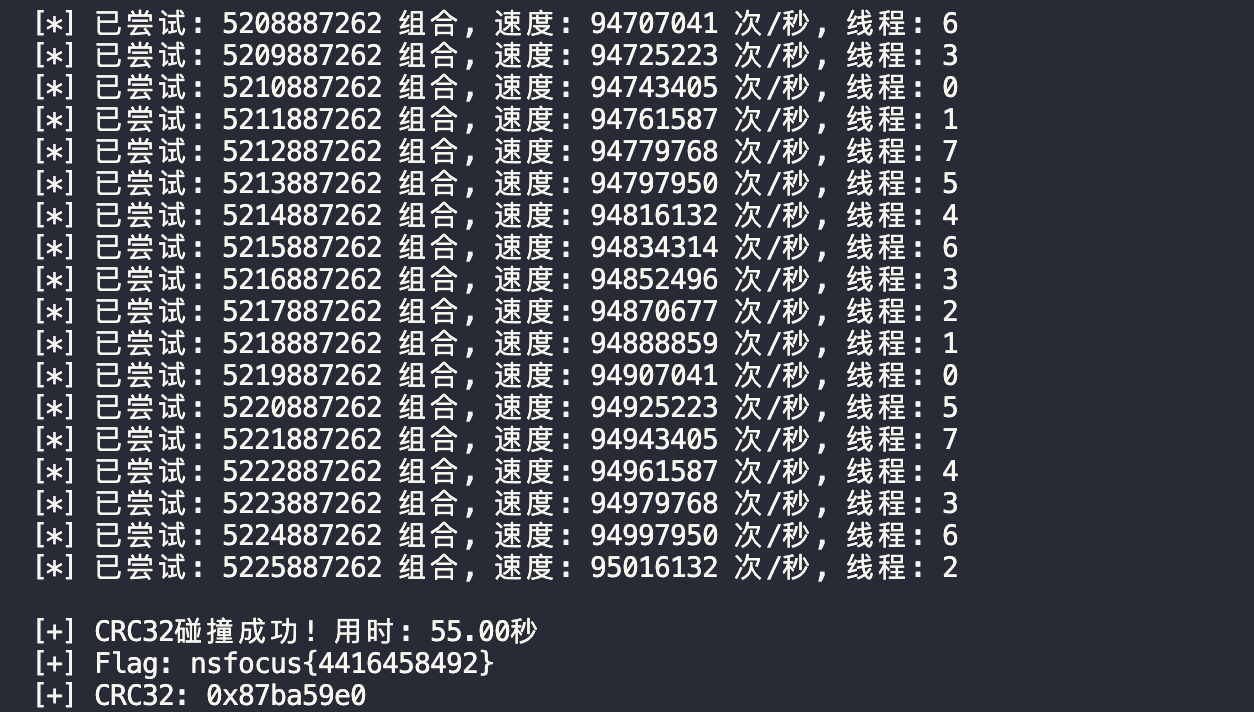 [*] 已尝试: 5208887262 组合, 速度: 94707041 次/秒, 线程: 6
[*] 已尝试: 5209887262 组合, 速度: 94725223 次/秒, 线程: 3
[*] 已尝试: 5210887262 组合, 速度: 94743405 次/秒, 线程: 0
[*] 已尝试: 5211887262 组合, 速度: 94761587 次/秒, 线程: 1
[*] 已尝试: 5212887262 组合, 速度: 94779768 次/秒, 线程: 7
[*] 已尝试: 5213887262 组合, 速度: 94797950 次/秒, 线程: 5
[*] 已尝试: 5214887262 组合, 速度: 94816132 次/秒, 线程: 4
[*] 已尝试: 5215887262 组合, 速度: 94834314 次/秒, 线程: 6
[*] 已尝试: 5216887262 组合, 速度: 94852496 次/秒, 线程: 3
[*] 已尝试: 5217887262 组合, 速度: 94870677 次/秒, 线程: 2
[*] 已尝试: 5218887262 组合, 速度: 94888859 次/秒, 线程: 1
[*] 已尝试: 5219887262 组合, 速度: 94907041 次/秒, 线程: 0
[*] 已尝试: 5220887262 组合, 速度: 94925223 次/秒, 线程: 5
[*] 已尝试: 5221887262 组合, 速度: 94943405 次/秒, 线程: 7
[*] 已尝试: 5222887262 组合, 速度: 94961587 次/秒, 线程: 4
[*] 已尝试: 5223887262 组合, 速度: 94979768 次/秒, 线程: 3
[*] 已尝试: 5224887262 组合, 速度: 94997950 次/秒, 线程: 6
[*] 已尝试: 5225887262 组合, 速度: 95016132 次/秒, 线程: 2
[+] CRC32碰撞成功! 用时: 55.00秒
[+] Flag: nsfocus{4416458492}
[+] CRC32: 0x87ba59e0